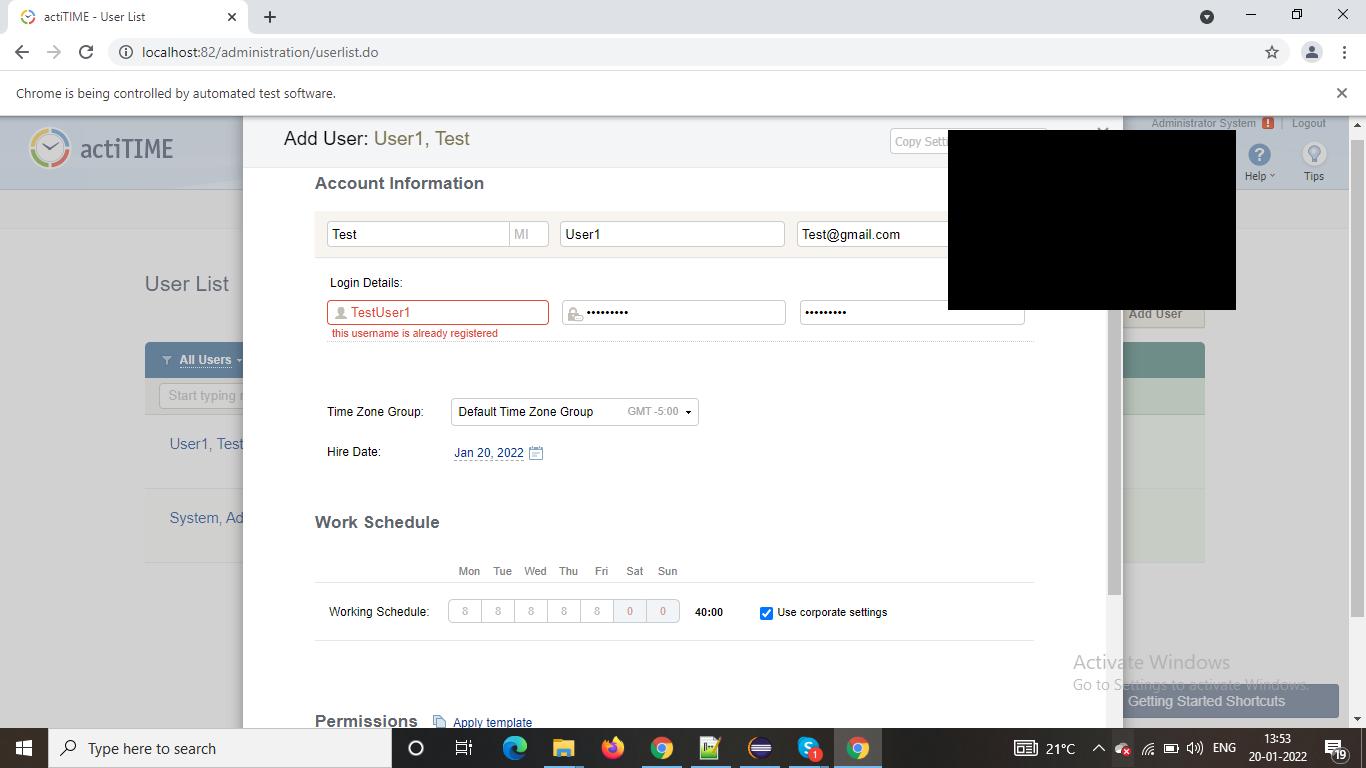 actiTIME - User List
localhost:82/administration/userlist.do
Chrome is being controlled by automated test software.
Administrator System ! Logout
actiTIME
Add User: User1, Test
Help
Tips
Account Information
Test MI User1 Test@gmail.com
User List
Login Details:
TestUser1 ••••••••• •••••••••
this username is already registered
Add User
All Users
Start typing
Time Zone Group: Default Time Zone Group GMT -5:00
User1, Test
Hire Date: Jan 20, 2022
System,
Work Schedule
Mon Tue Wed Thu Fri Sat Sun
Working Schedule: 8 8 8 8 8 0 0 40:00 Use corporate settings
Activate Windows
Go to Settings to activate Windows.
Getting Started Shortcuts
Permissions Apply template
Type here to search
1
21°C
ENG
13:53
20-01-2022
19